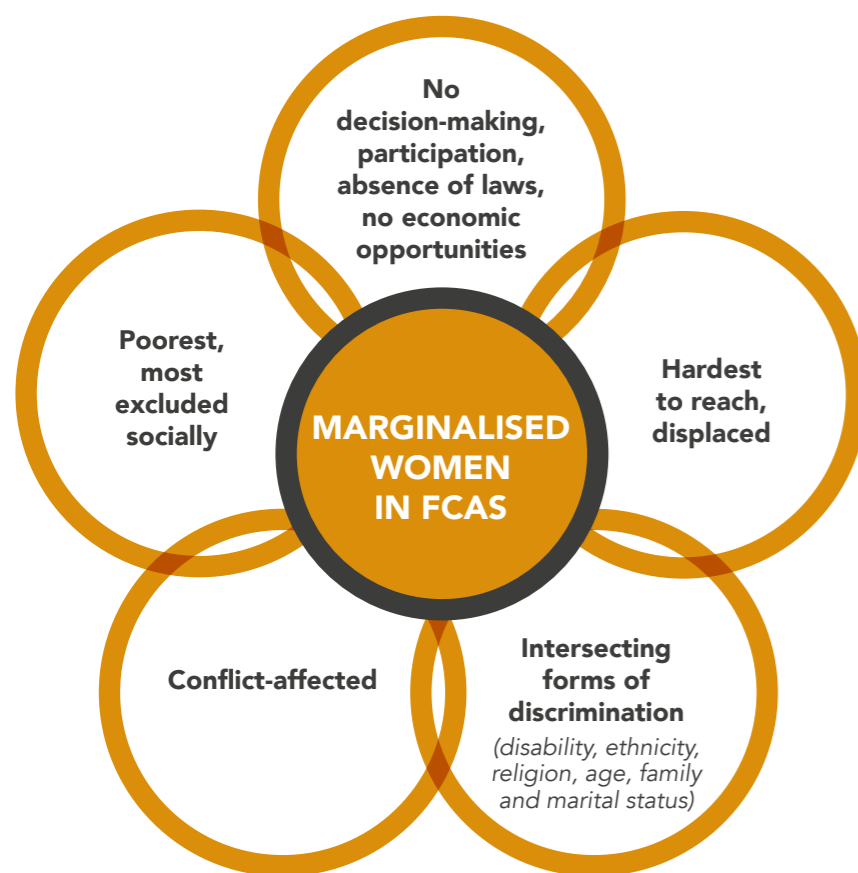 No
decision-making,
participation,
absence of laws,
no economic
opportunities
Poorest,
most
excluded
socially
Hardest
to reach,
displaced
MARGINALISED
WOMEN
IN FCAS
Conflict-affected
Intersecting
forms of
discrimination
(disability, ethnicity,
religion, age, family
and marital status)